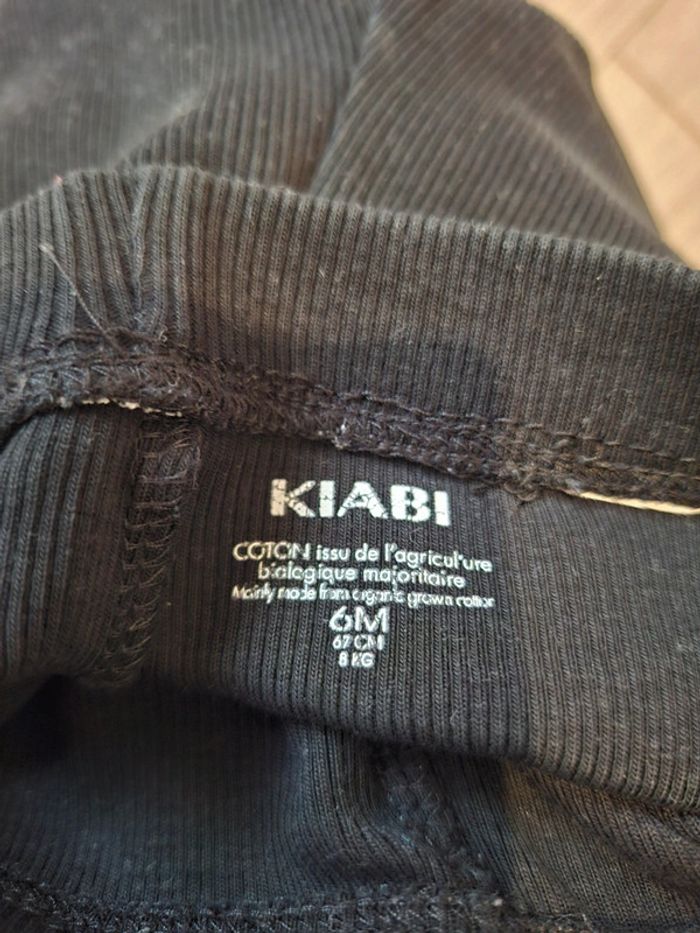 KIABI
COTON issu de l'agriculture
biologique majoritaire
Mainly made from organic grown cotton
6M
67 CM
8 KG